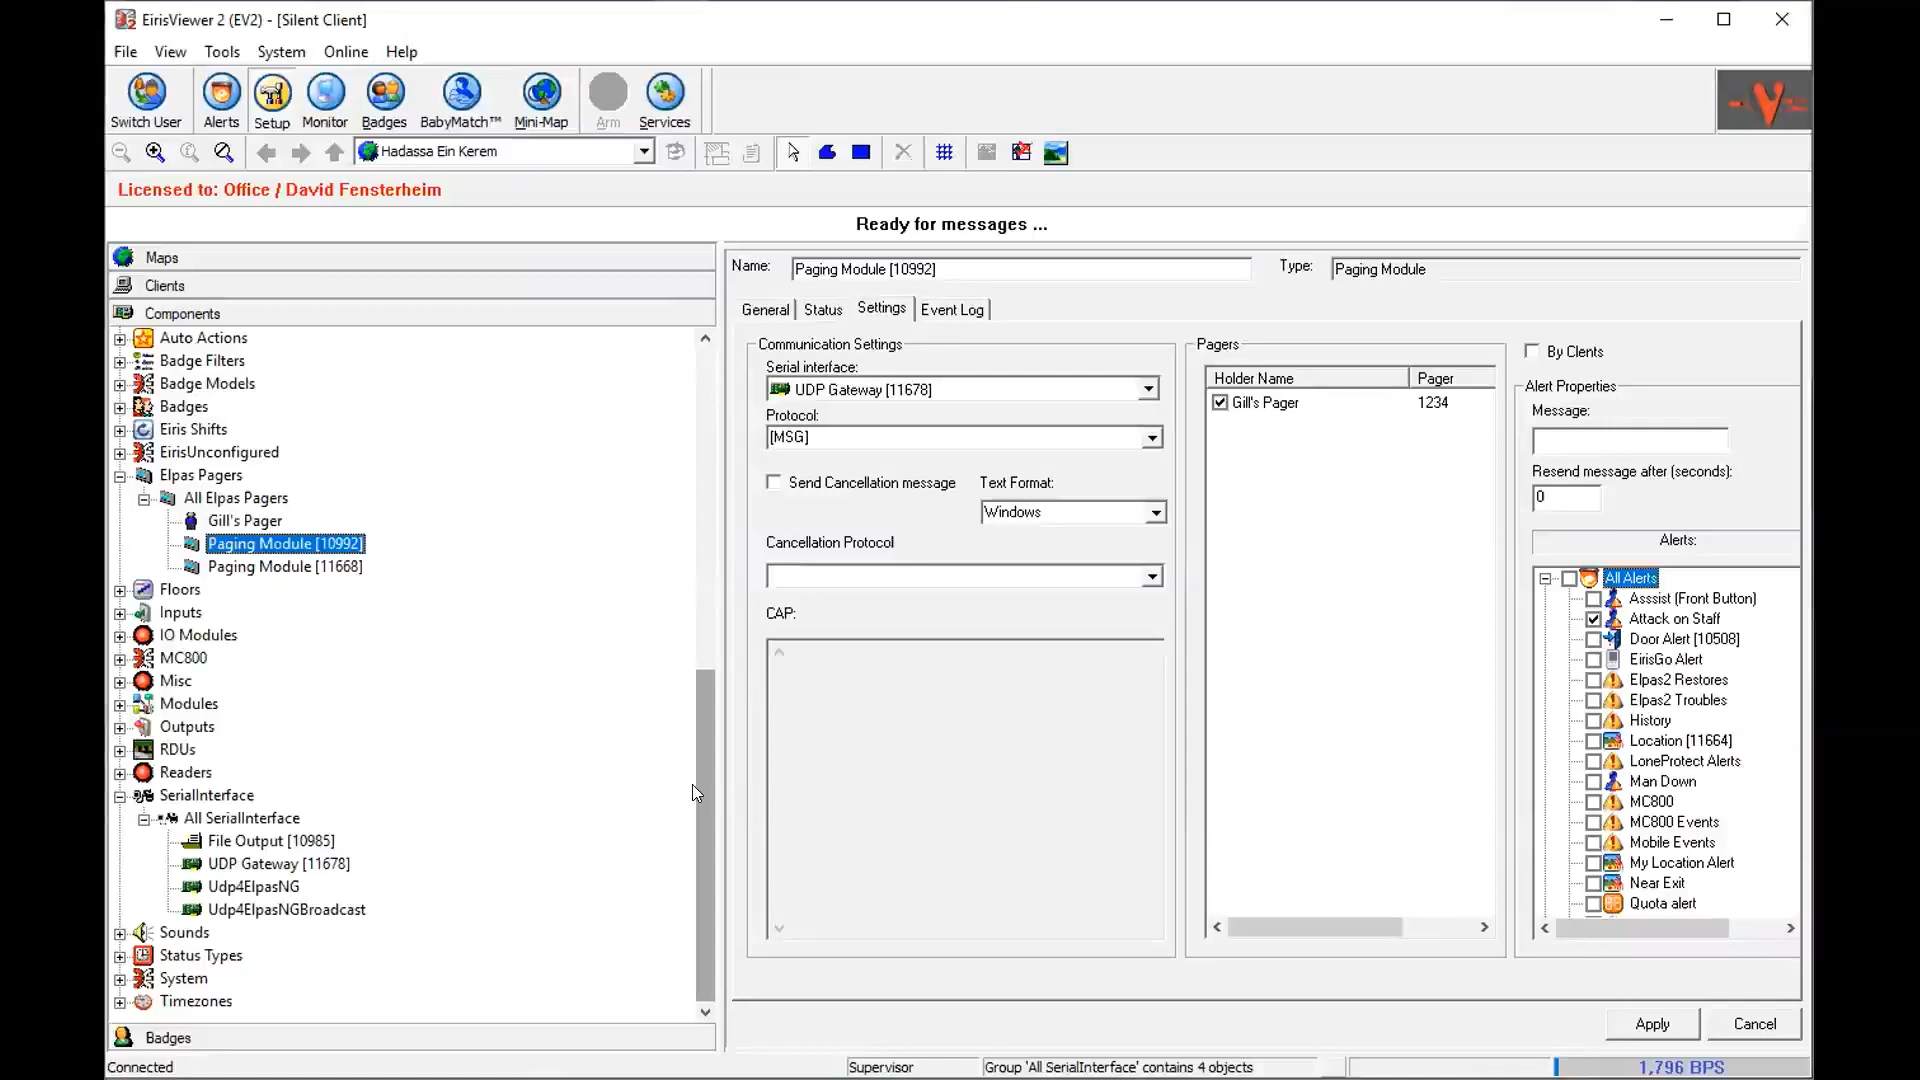 EirisViewer 2 (EV2) - [Silent Client]
File View Tools System Online Help
Switch User Alerts Setup Monitor Badges BabyMatch™ Mini-Map Arm Services
Hadassa Ein Kerem
Licensed to: Office / David Fensterheim
Ready for messages ...
Maps
Clients
Components
Auto Actions
Badge Filters
Badge Models
Badges
Eiris Shifts
EirisUnconfigured
Elpas Pagers
All Elpas Pagers
Gill's Pager
Paging Module [10992]
Paging Module [11668]
Floors
Inputs
IO Modules
MC800
Misc
Modules
Outputs
RDUs
Readers
SerialInterface
All SerialInterface
File Output [10985]
UDP Gateway [11678]
Udp4ElpasNG
Udp4ElpasNGBroadcast
Sounds
Status Types
System
Timezones
Badges
Name: Paging Module [10992] Type: Paging Module
General Status Settings Event Log
Communication Settings
Serial interface:
UDP Gateway [11678]
Protocol:
[MSG]
Send Cancellation message Text Format:
Windows
Cancellation Protocol
CAP:
Pagers
Holder Name Pager
Gill's Pager 1234
By Clents
Alert Properties
Message:
Resend message after (seconds):
0
Alerts:
All Alerts
Asssist (Front Button)
Attack on Staff
Door Alert [10508]
EirisGo Alert
Elpas2 Restores
Elpas2 Troubles
History
Location [11664]
LoneProtect Alerts
Man Down
MC800
MC800 Events
Mobile Events
My Location Alert
Near Exit
Quota alert
Apply Cancel
Connected Supervisor Group 'All SerialInterface' contains 4 objects 1,796 BPS